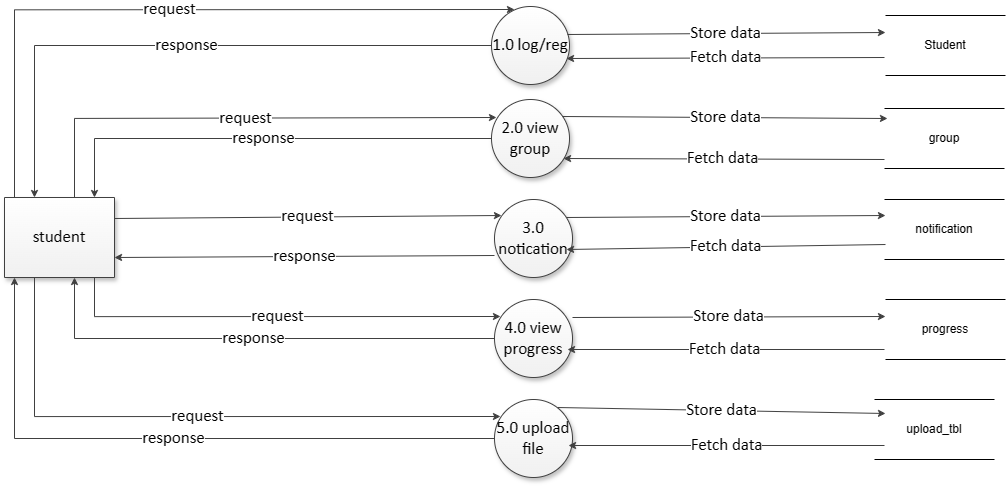 request
Store data
1.0 log/reg
Student
response
Fetch data
request
Store data
2.0 view
group
group
response
Fetch data
request
Store data
student
3.0
notication
notification
response
Fetch data
request
Store data
4.0 view
progress
progress
response
Fetch data
request
Store data
5.0 upload
file
upload_tbl
response
Fetch data